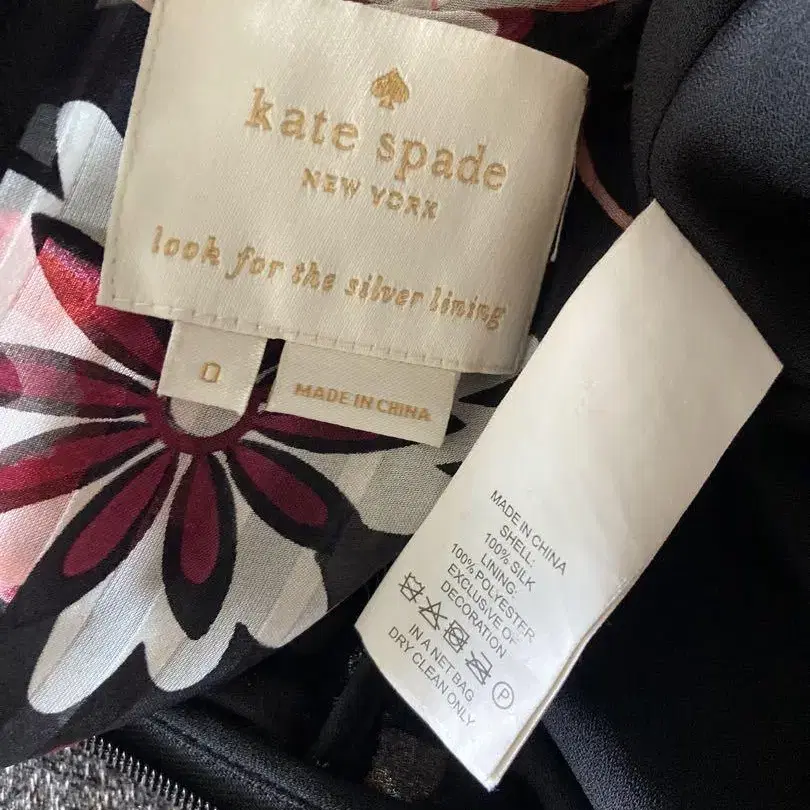 kate spade
NEW YORK
look for the silver lining
0
MADE IN CHINA
MADE IN CHINA
SHELL:
100% SILK
LINING:
100% POLYESTER
EXCLUSIVE OF
DECORATION
P
IN A NET BAG
DRY CLEAN ONLY